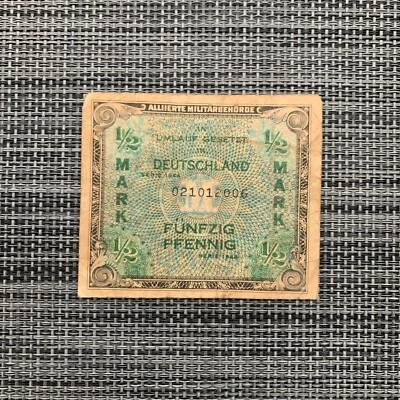 ALLIIERTE MILITÄRBEHÖRDE
½ IN ½
UMLAUF GESETZT
IN
DEUTSCHLAND
SERIE 1944
MARK 021012006 MARK
FÜNFZIG
PFENNIG
½ SERIE 1944 ½